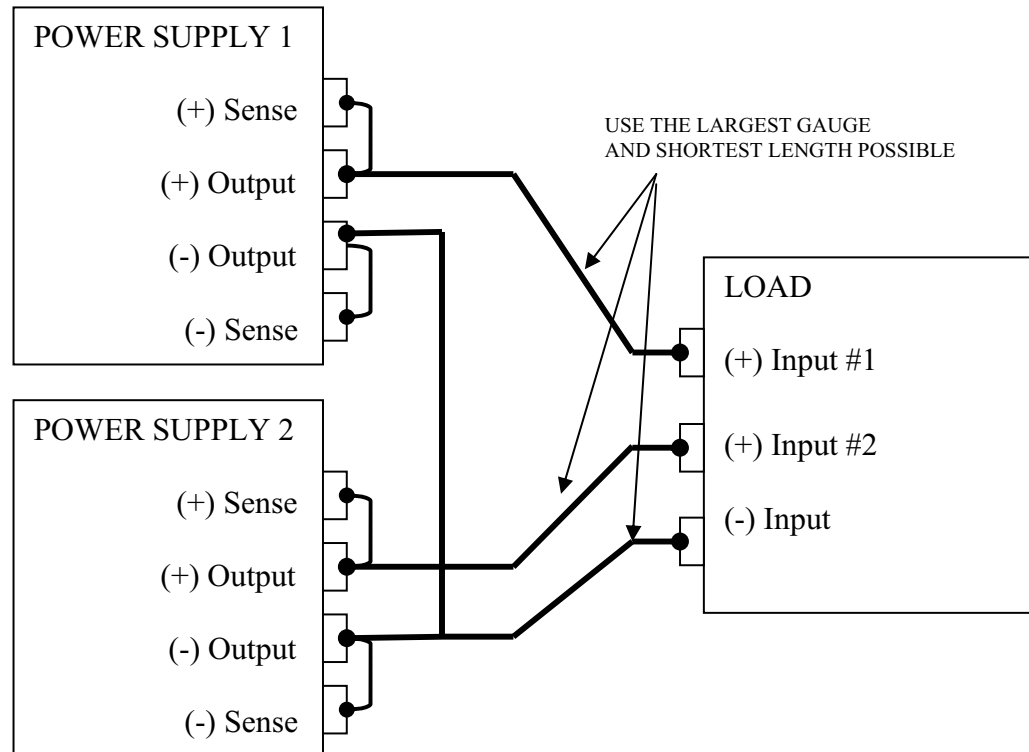 POWER SUPPLY 1
(+) Sense
(+) Output
(-) Output
(-) Sense
USE THE LARGEST GAUGE
AND SHORTEST LENGTH POSSIBLE
LOAD
(+) Input #1
(+) Input #2
(-) Input
POWER SUPPLY 2
(+) Sense
(+) Output
(-) Output
(-) Sense